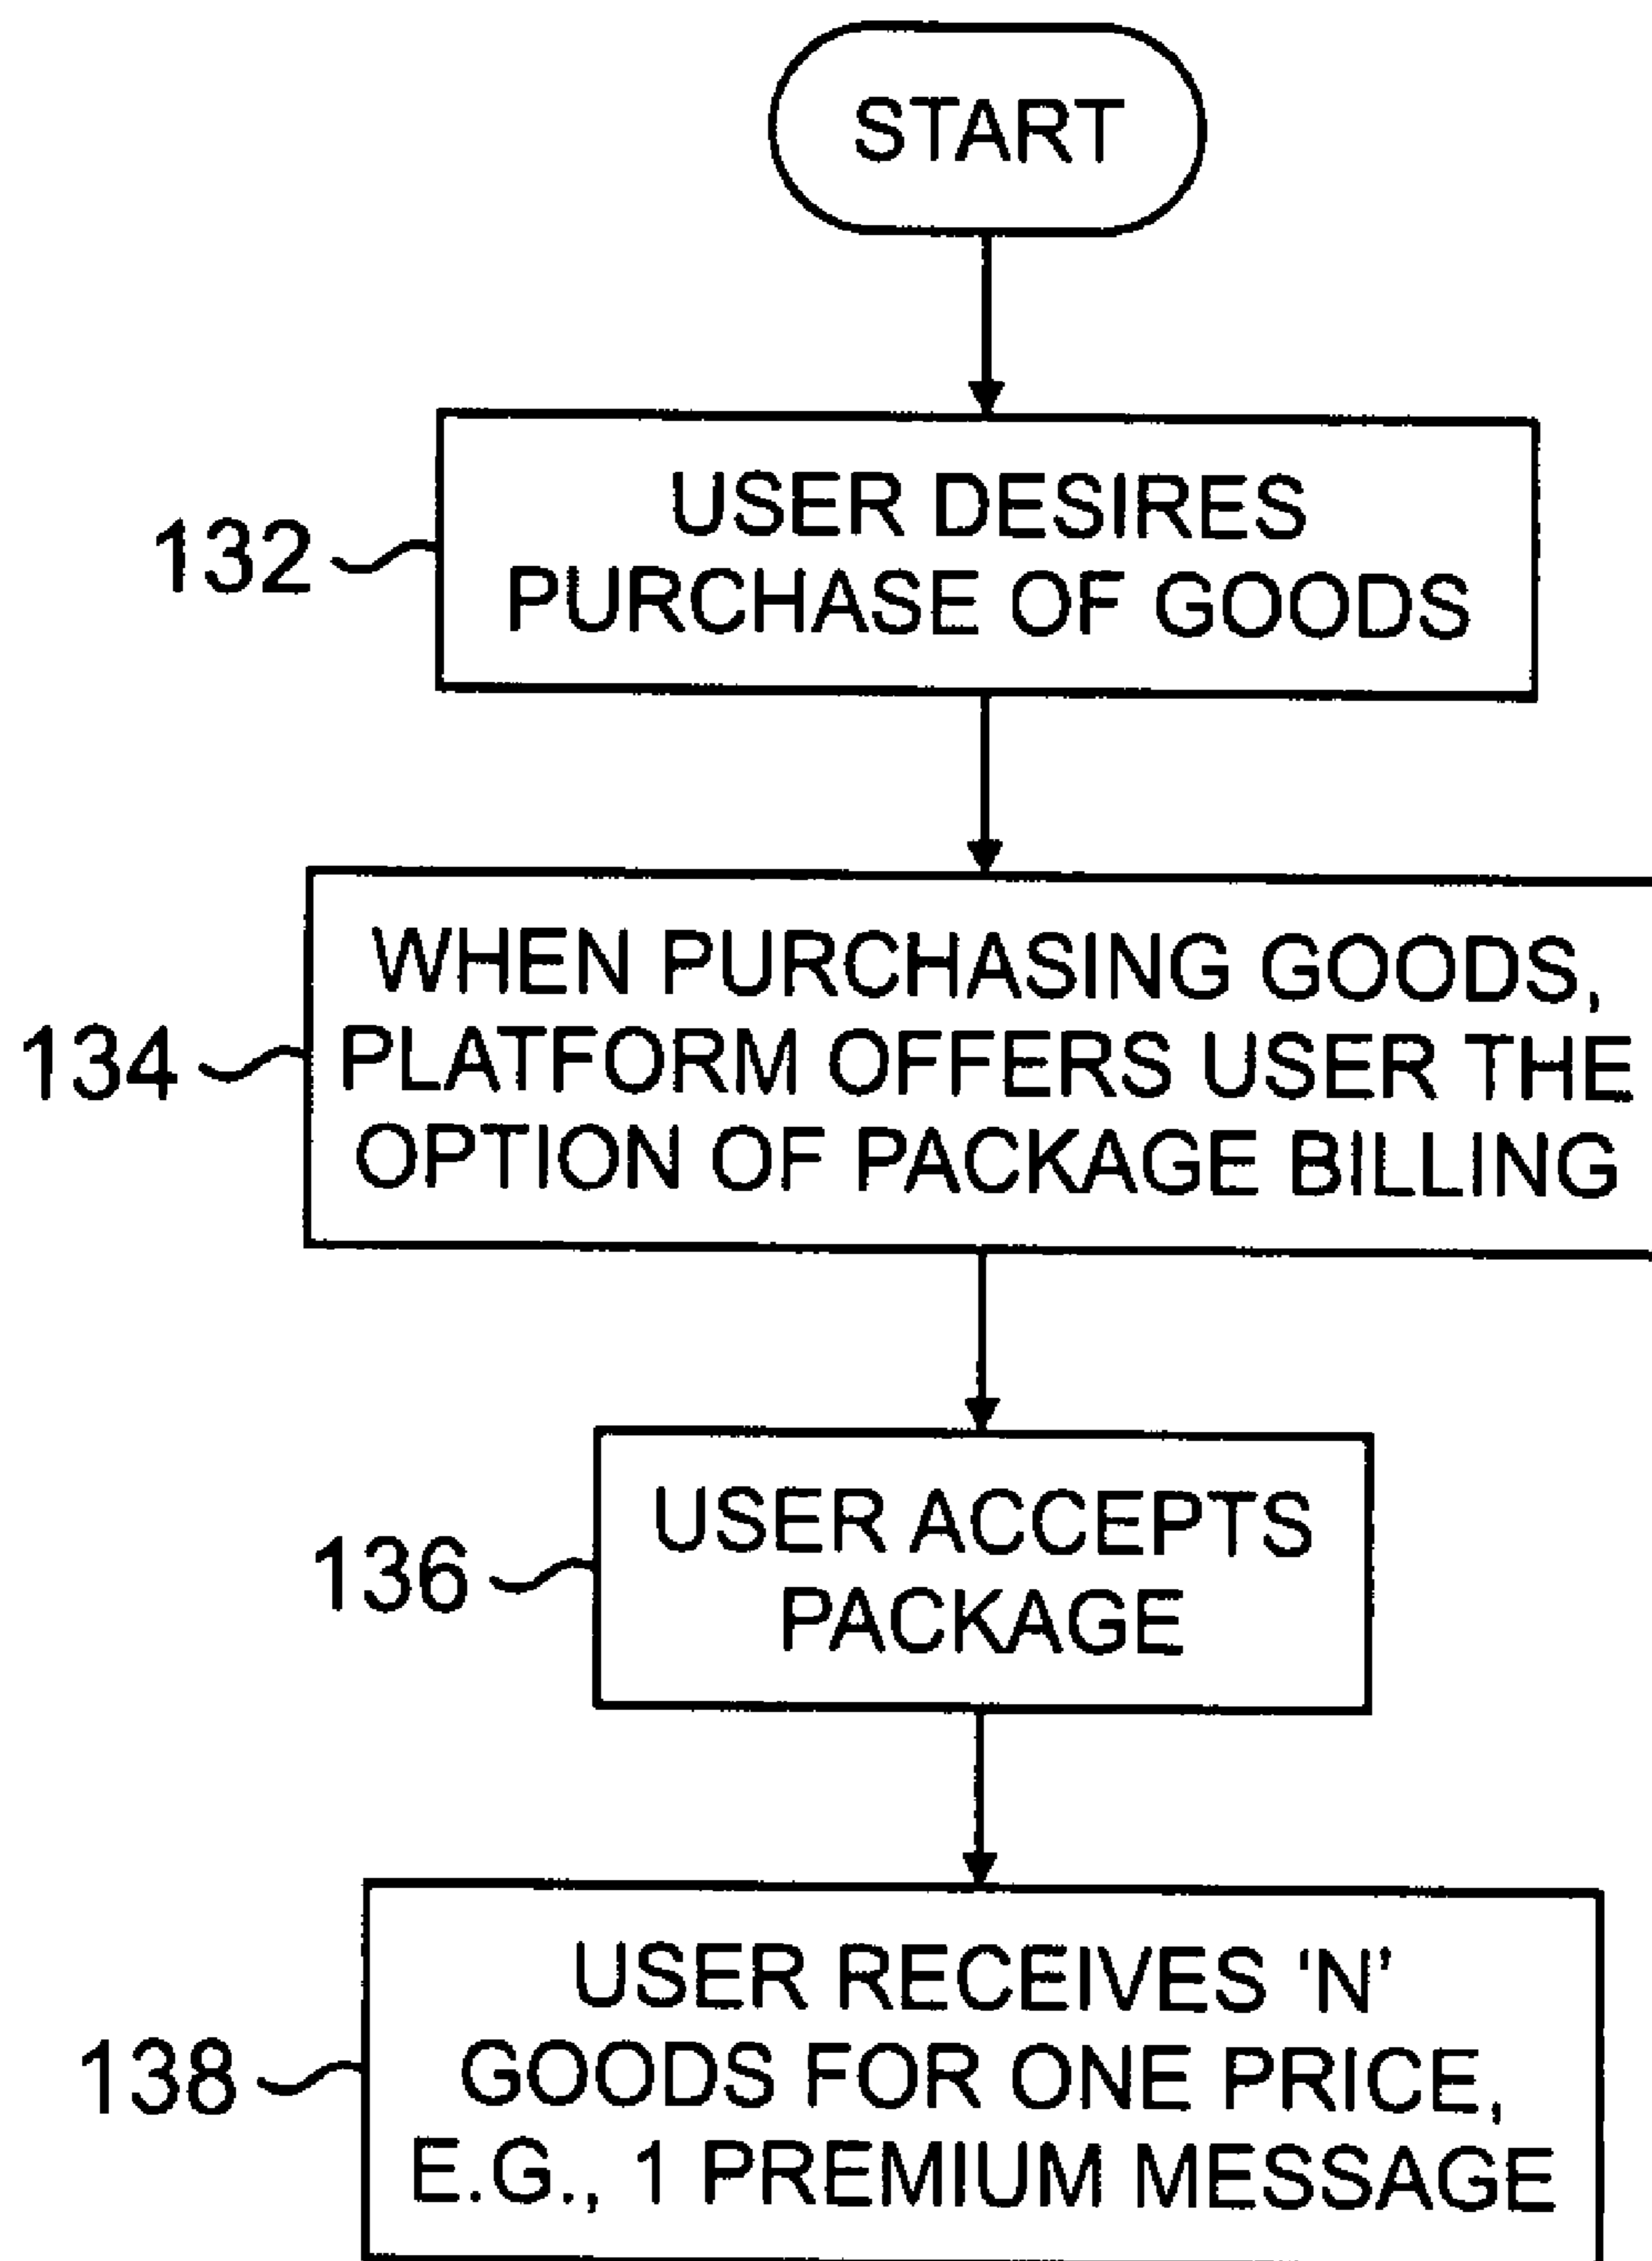 START
132
USER DESIRES
PURCHASE OF GOODS
134
WHEN PURCHASING GOODS,
PLATFORM OFFERS USER THE
OPTION OF PACKAGE BILLING
136
USER ACCEPTS
PACKAGE
138
USER RECEIVES ‘N’
GOODS FOR ONE PRICE,
E.G., 1 PREMIUM MESSAGE